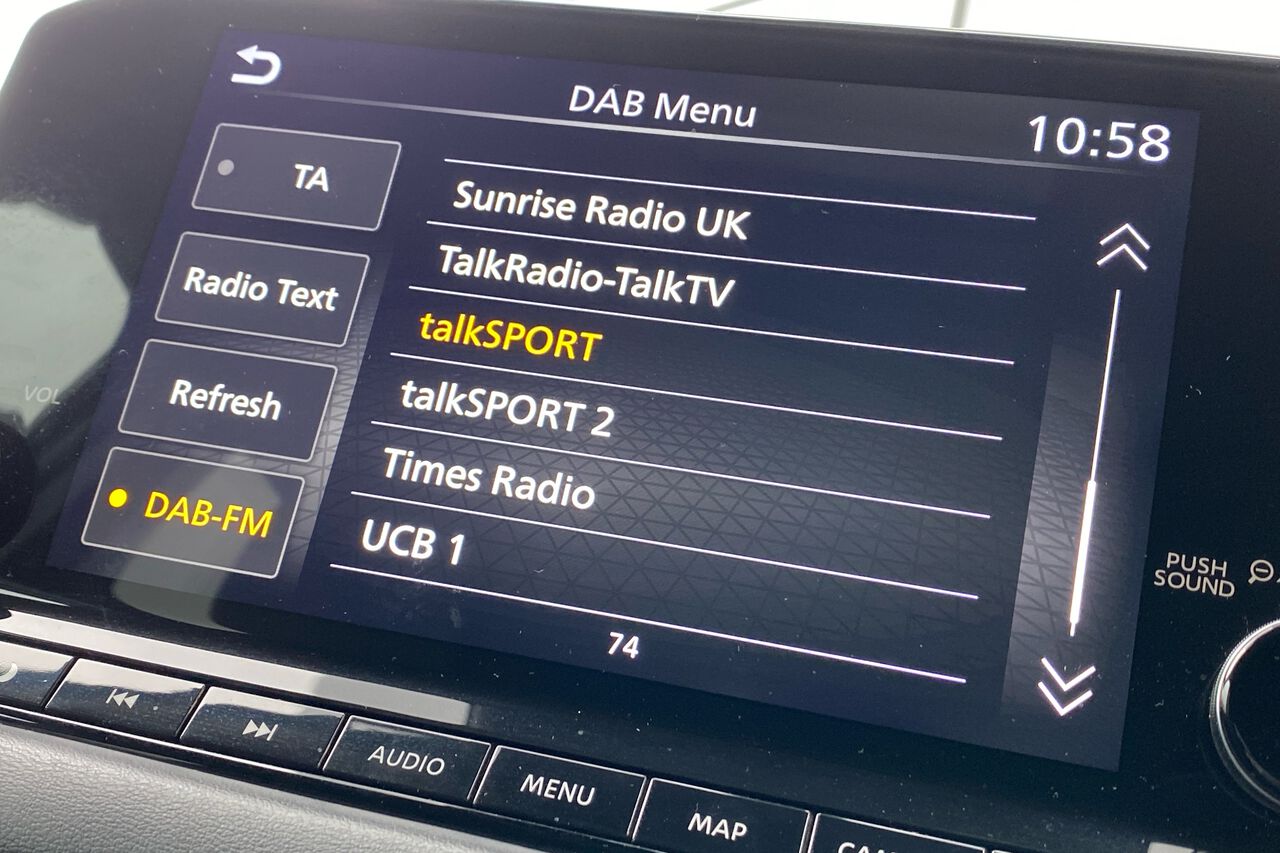 DAB Menu
10:58
TA
Radio Text
Refresh
DAB-FM
Sunrise Radio UK
TalkRadio-TalkTV
talkSPORT
talkSPORT 2
Times Radio
UCB 1
74
VOL
PUSH
SOUND
AUDIO
MENU
MAP